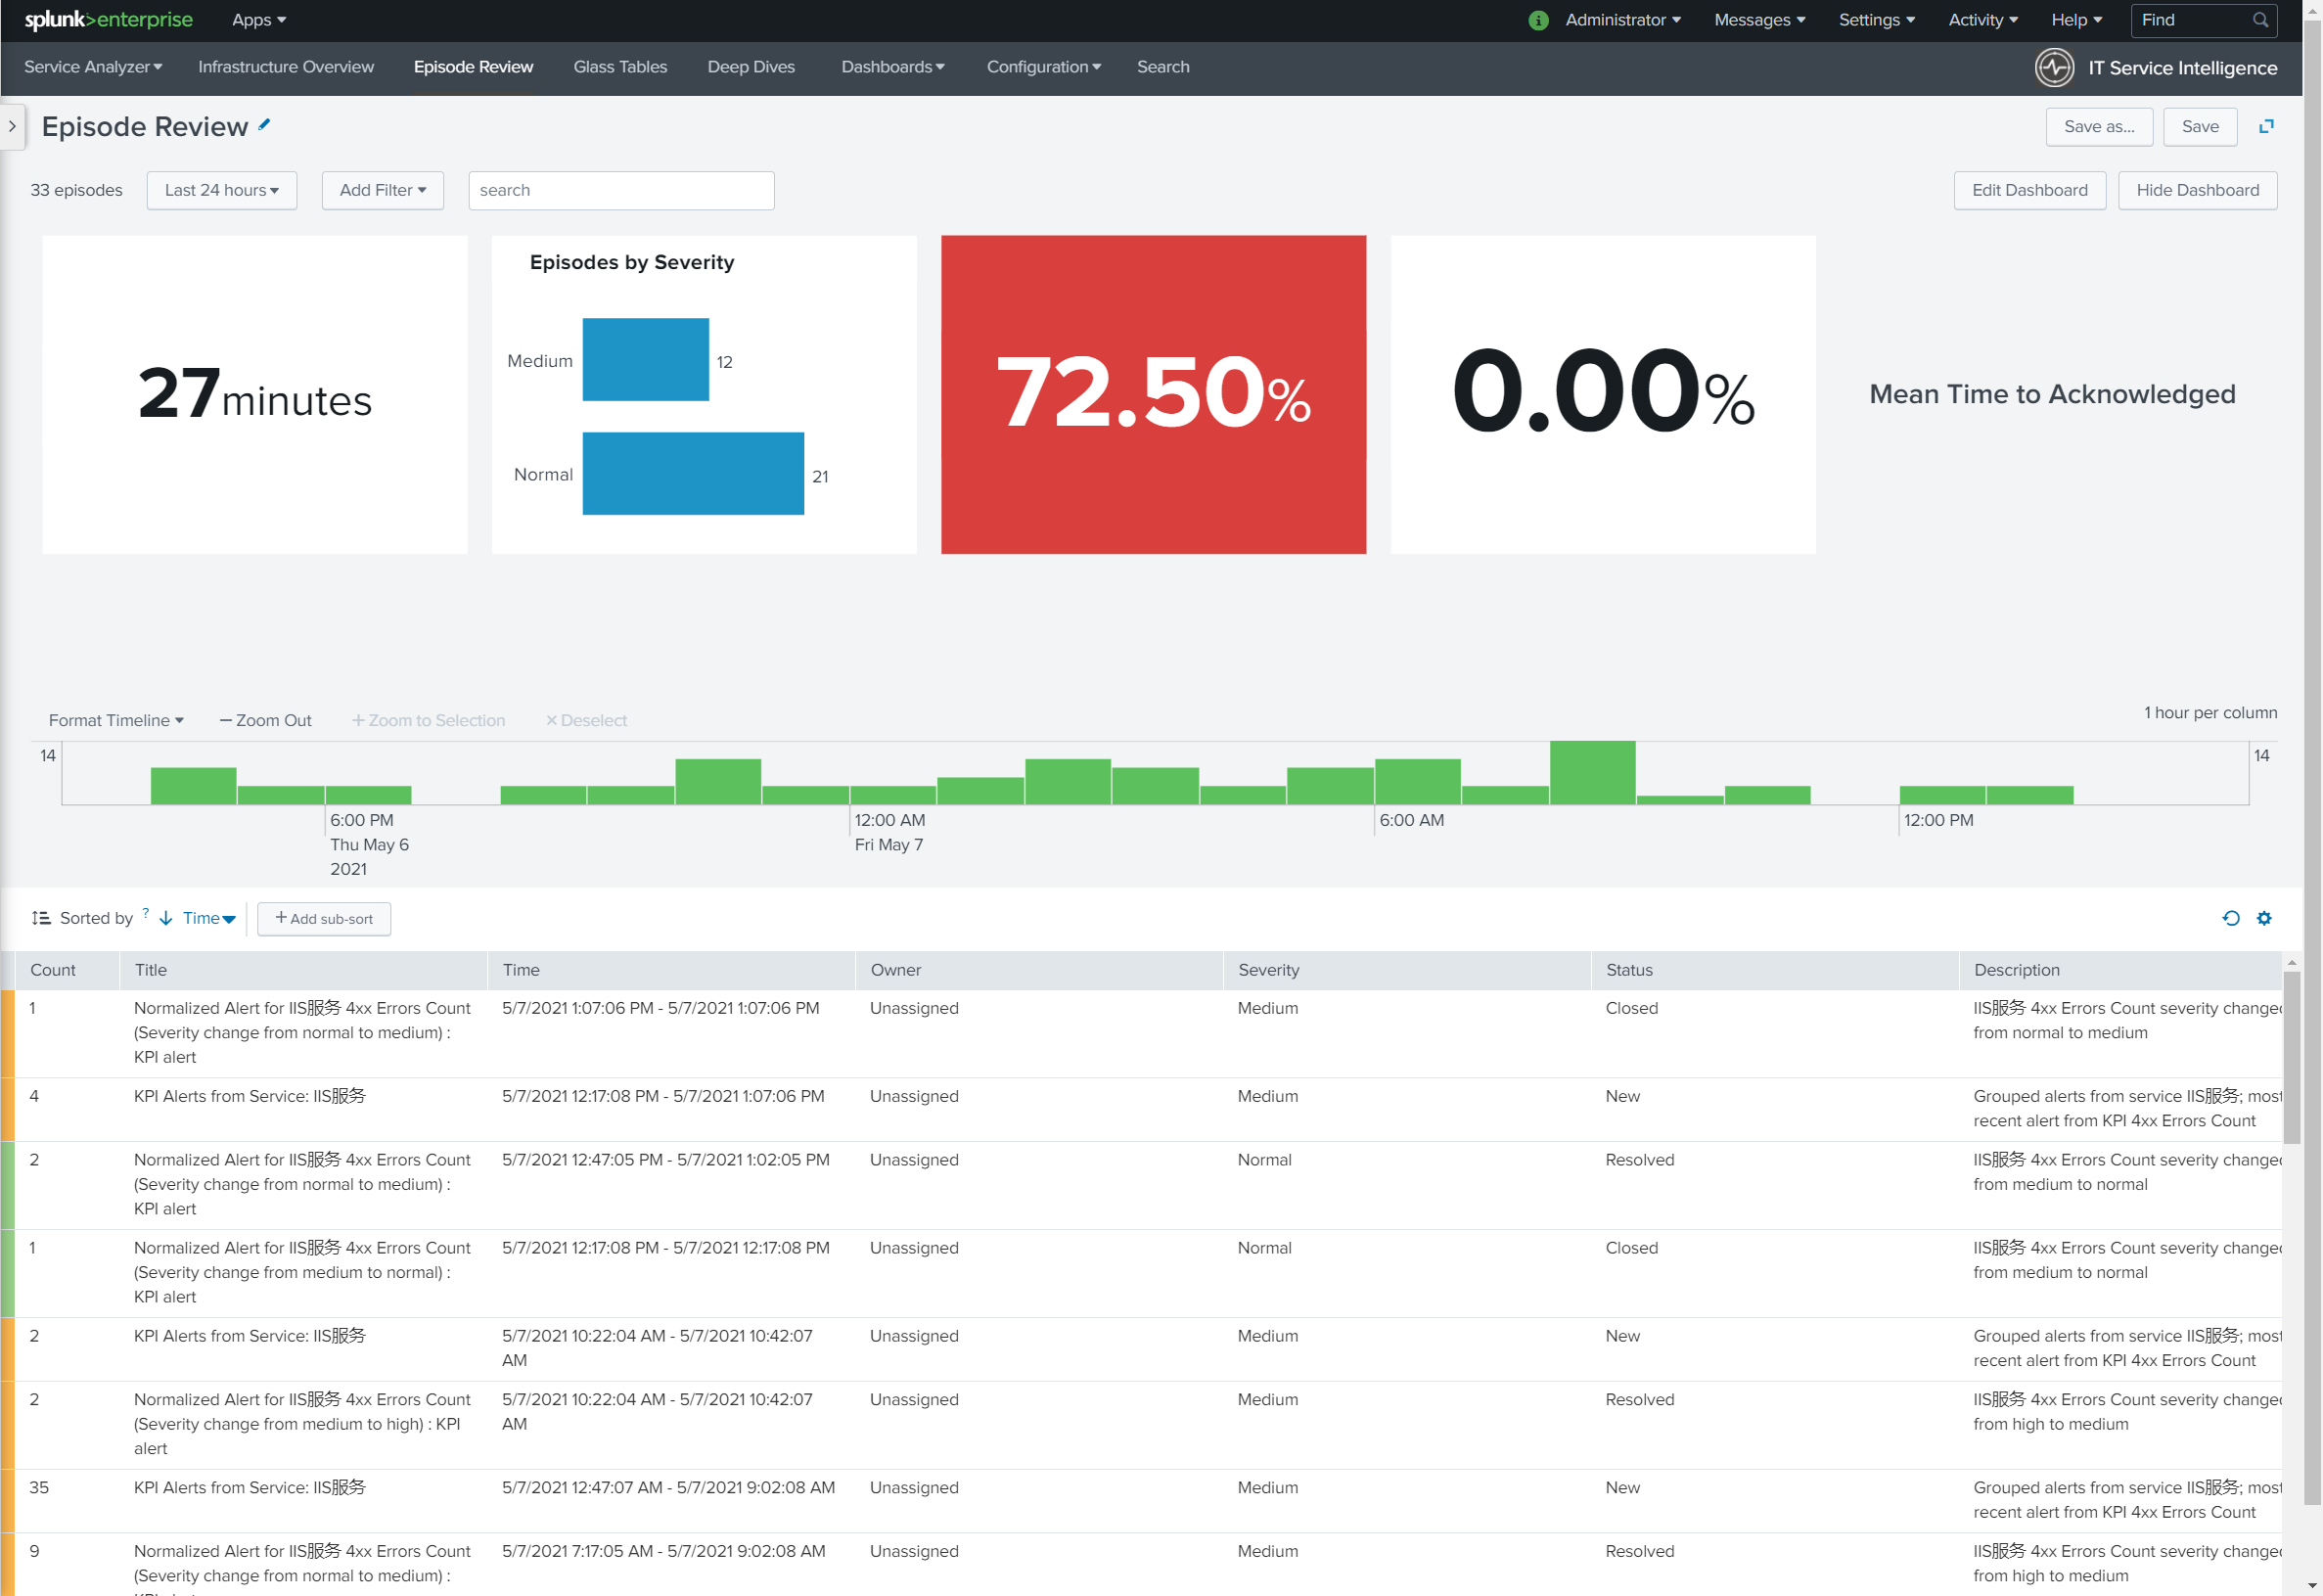 splunk>enterprise Apps Administrator Messages Settings Activity Help Find
Service Analyzer Infrastructure Overview Episode Review Glass Tables Deep Dives Dashboards Configuration Search IT Service Intelligence
Episode Review Save as... Save
33 episodes Last 24 hours Add Filter search Edit Dashboard Hide Dashboard
27minutes
Episodes by Severity
Medium 12
Normal 21
72.50%
0.00%
Mean Time to Acknowledged
Format Timeline — Zoom Out + Zoom to Selection × Deselect 1 hour per column
14 14
6:00 PM 12:00 AM 6:00 AM 12:00 PM
Thu May 6 Fri May 7
2021
Sorted by ? Time + Add sub-sort
Count Title Time Owner Severity Status Description
1 Normalized Alert for IIS服务 4xx Errors Count 5/7/2021 1:07:06 PM - 5/7/2021 1:07:06 PM Unassigned Medium Closed IIS服务 4xx Errors Count severity changed
(Severity change from normal to medium) : from normal to medium
KPI alert
4 KPI Alerts from Service: IIS服务 5/7/2021 12:17:08 PM - 5/7/2021 1:07:06 PM Unassigned Medium New Grouped alerts from service IIS服务; most
recent alert from KPI 4xx Errors Count
2 Normalized Alert for IIS服务 4xx Errors Count 5/7/2021 12:47:05 PM - 5/7/2021 1:02:05 PM Unassigned Normal Resolved IIS服务 4xx Errors Count severity changed
(Severity change from normal to medium) : from medium to normal
KPI alert
1 Normalized Alert for IIS服务 4xx Errors Count 5/7/2021 12:17:08 PM - 5/7/2021 12:17:08 PM Unassigned Normal Closed IIS服务 4xx Errors Count severity changed
(Severity change from medium to normal) : from medium to normal
KPI alert
2 KPI Alerts from Service: IIS服务 5/7/2021 10:22:04 AM - 5/7/2021 10:42:07 Unassigned Medium New Grouped alerts from service IIS服务; most
AM recent alert from KPI 4xx Errors Count
2 Normalized Alert for IIS服务 4xx Errors Count 5/7/2021 10:22:04 AM - 5/7/2021 10:42:07 Unassigned Medium Resolved IIS服务 4xx Errors Count severity changed
(Severity change from medium to high) : KPI AM from high to medium
alert
35 KPI Alerts from Service: IIS服务 5/7/2021 12:47:07 AM - 5/7/2021 9:02:08 AM Unassigned Medium New Grouped alerts from service IIS服务; most
recent alert from KPI 4xx Errors Count
9 Normalized Alert for IIS服务 4xx Errors Count 5/7/2021 7:17:05 AM - 5/7/2021 9:02:08 AM Unassigned Medium Resolved IIS服务 4xx Errors Count severity changed
(Severity change from normal to medium) : from high to medium